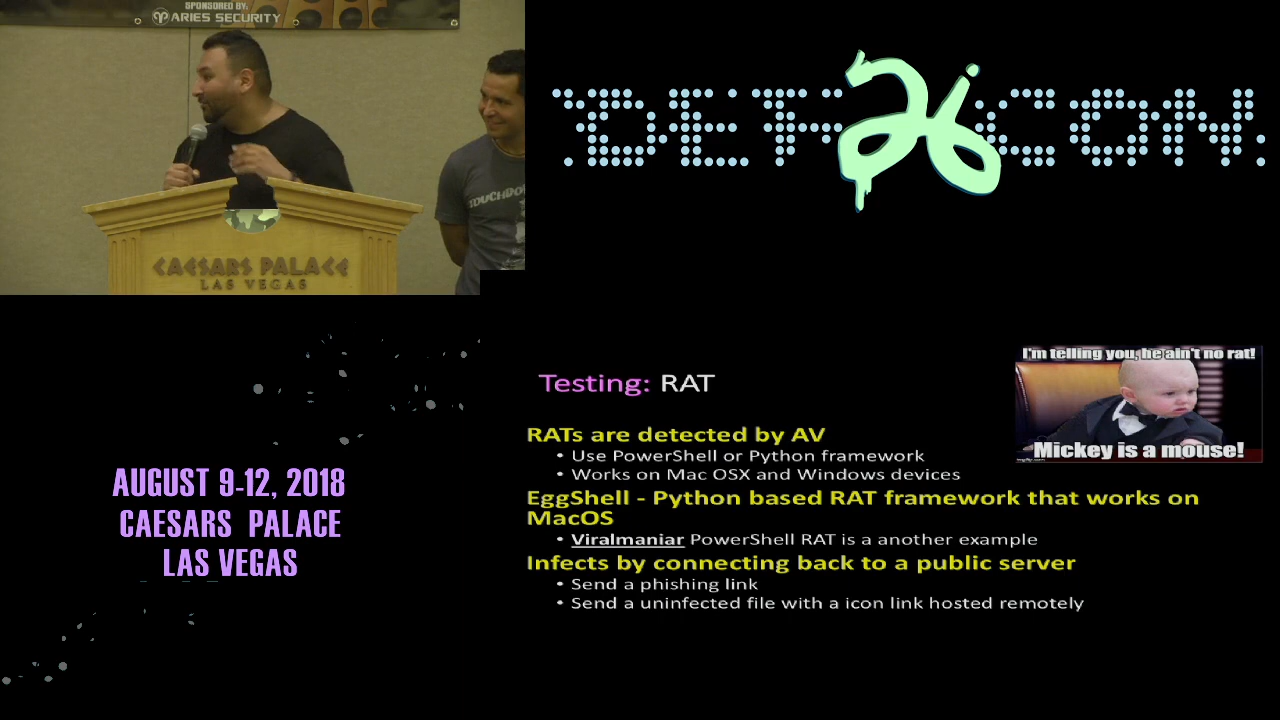 SPONSORED BY:
ARIES SECURITY
CAESARS PALACE
LAS VEGAS
DEFCON
26
I'm telling you, he ain't no rat!
Mickey is a mouse!
Testing: RAT
RATs are detected by AV
• Use PowerShell or Python framework
• Works on Mac OSX and Windows devices
EggShell - Python based RAT framework that works on
MacOS
• Viralmaniar PowerShell RAT is a another example
Infects by connecting back to a public server
• Send a phishing link
• Send a uninfected file with a icon link hosted remotely
AUGUST 9-12, 2018
CAESARS PALACE
LAS VEGAS